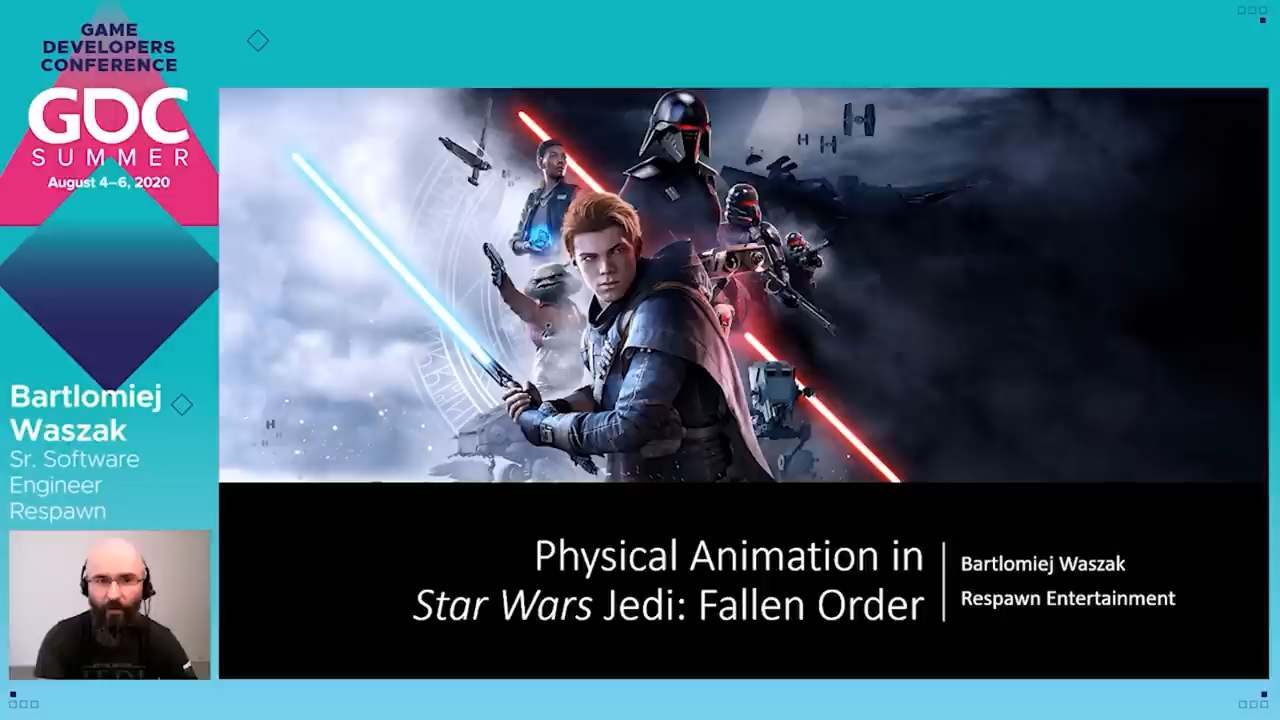 GAME
DEVELOPERS
CONFERENCE
GDC
SUMMER
August 4–6, 2020
Bartlomiej
Waszak
Sr. Software
Engineer
Respawn
JEDI
Physical Animation in
Star Wars Jedi: Fallen Order
Bartlomiej Waszak
Respawn Entertainment